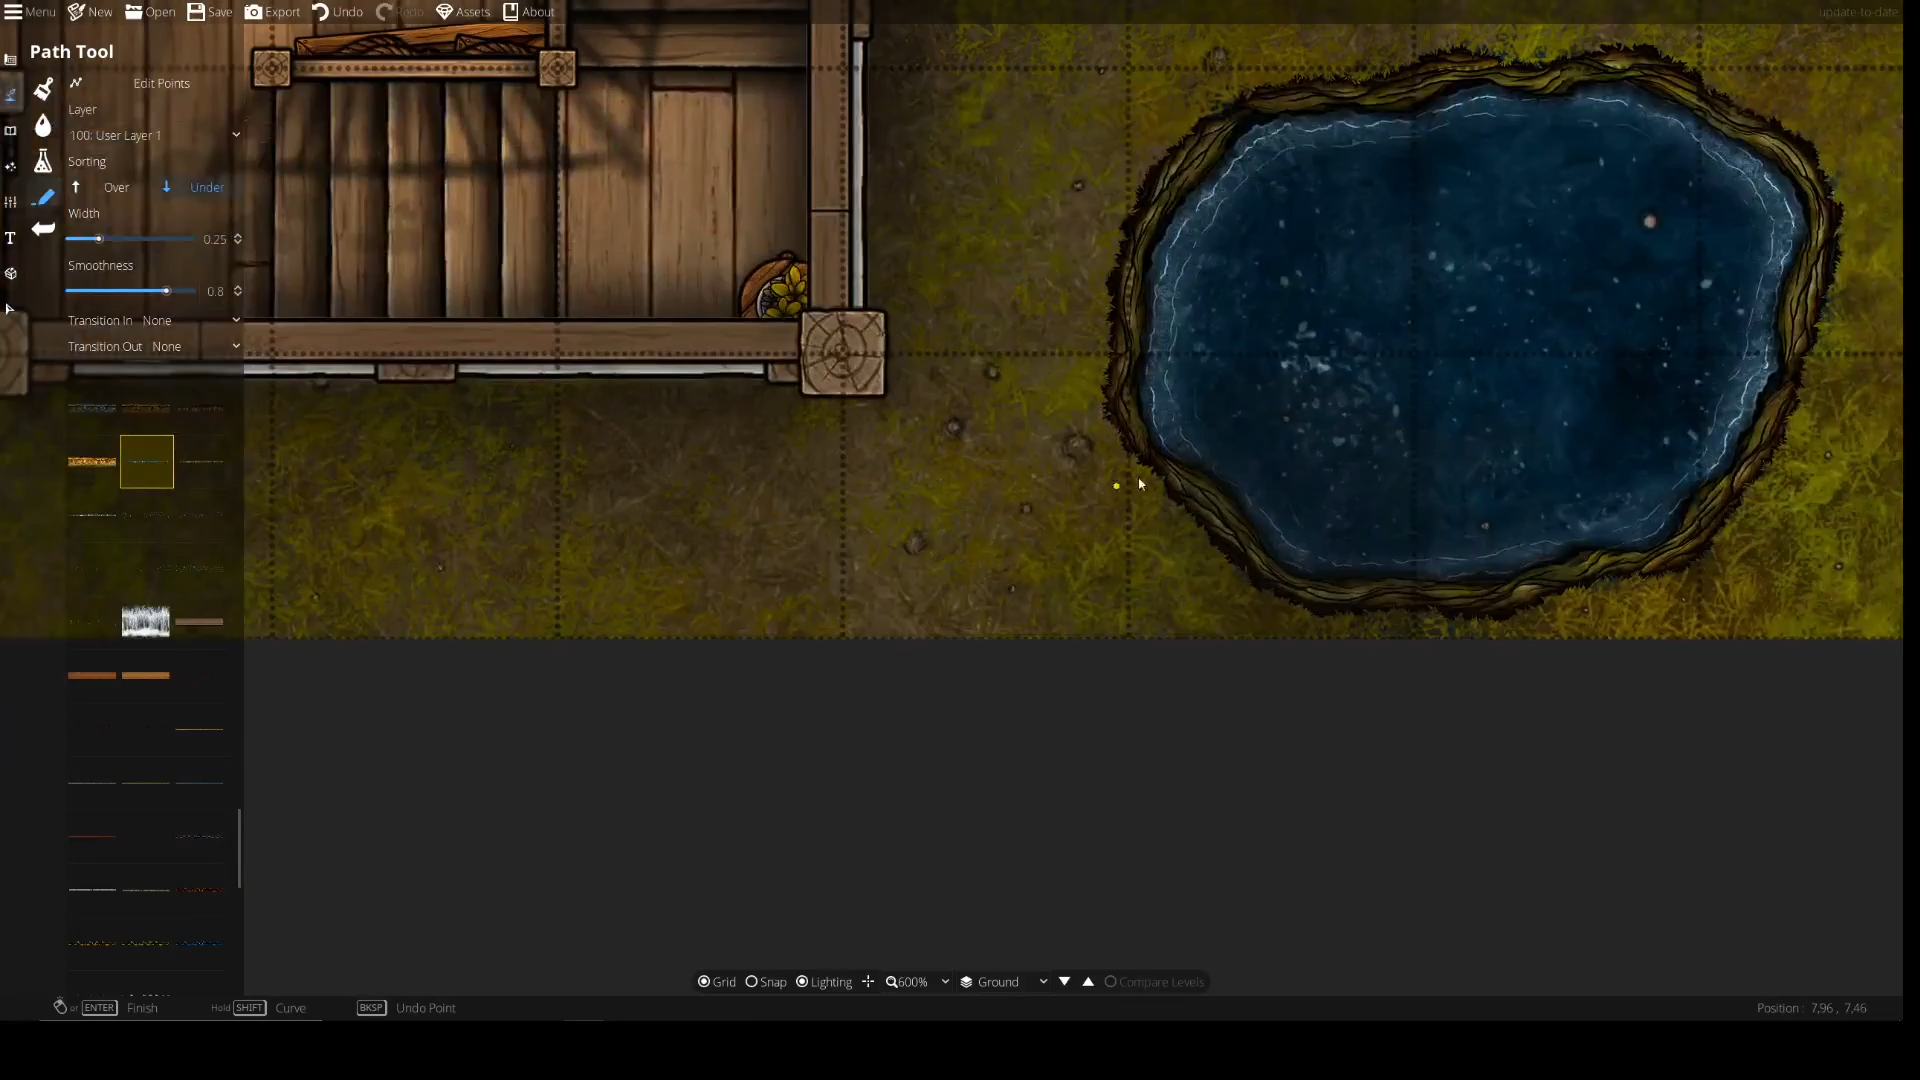 Menu New Open Save Export Undo Redo Assets About update-to-date
Path Tool
Edit Points
Layer
100: User Layer 1
Sorting
Over Under
Width
0.25
Smoothness
0.8
Transition In None
Transition Out None
Grid Snap Lighting 600% Ground Compare Levels
or ENTER Finish Hold SHIFT Curve BKSP Undo Point Position : 7,96 , 7,46